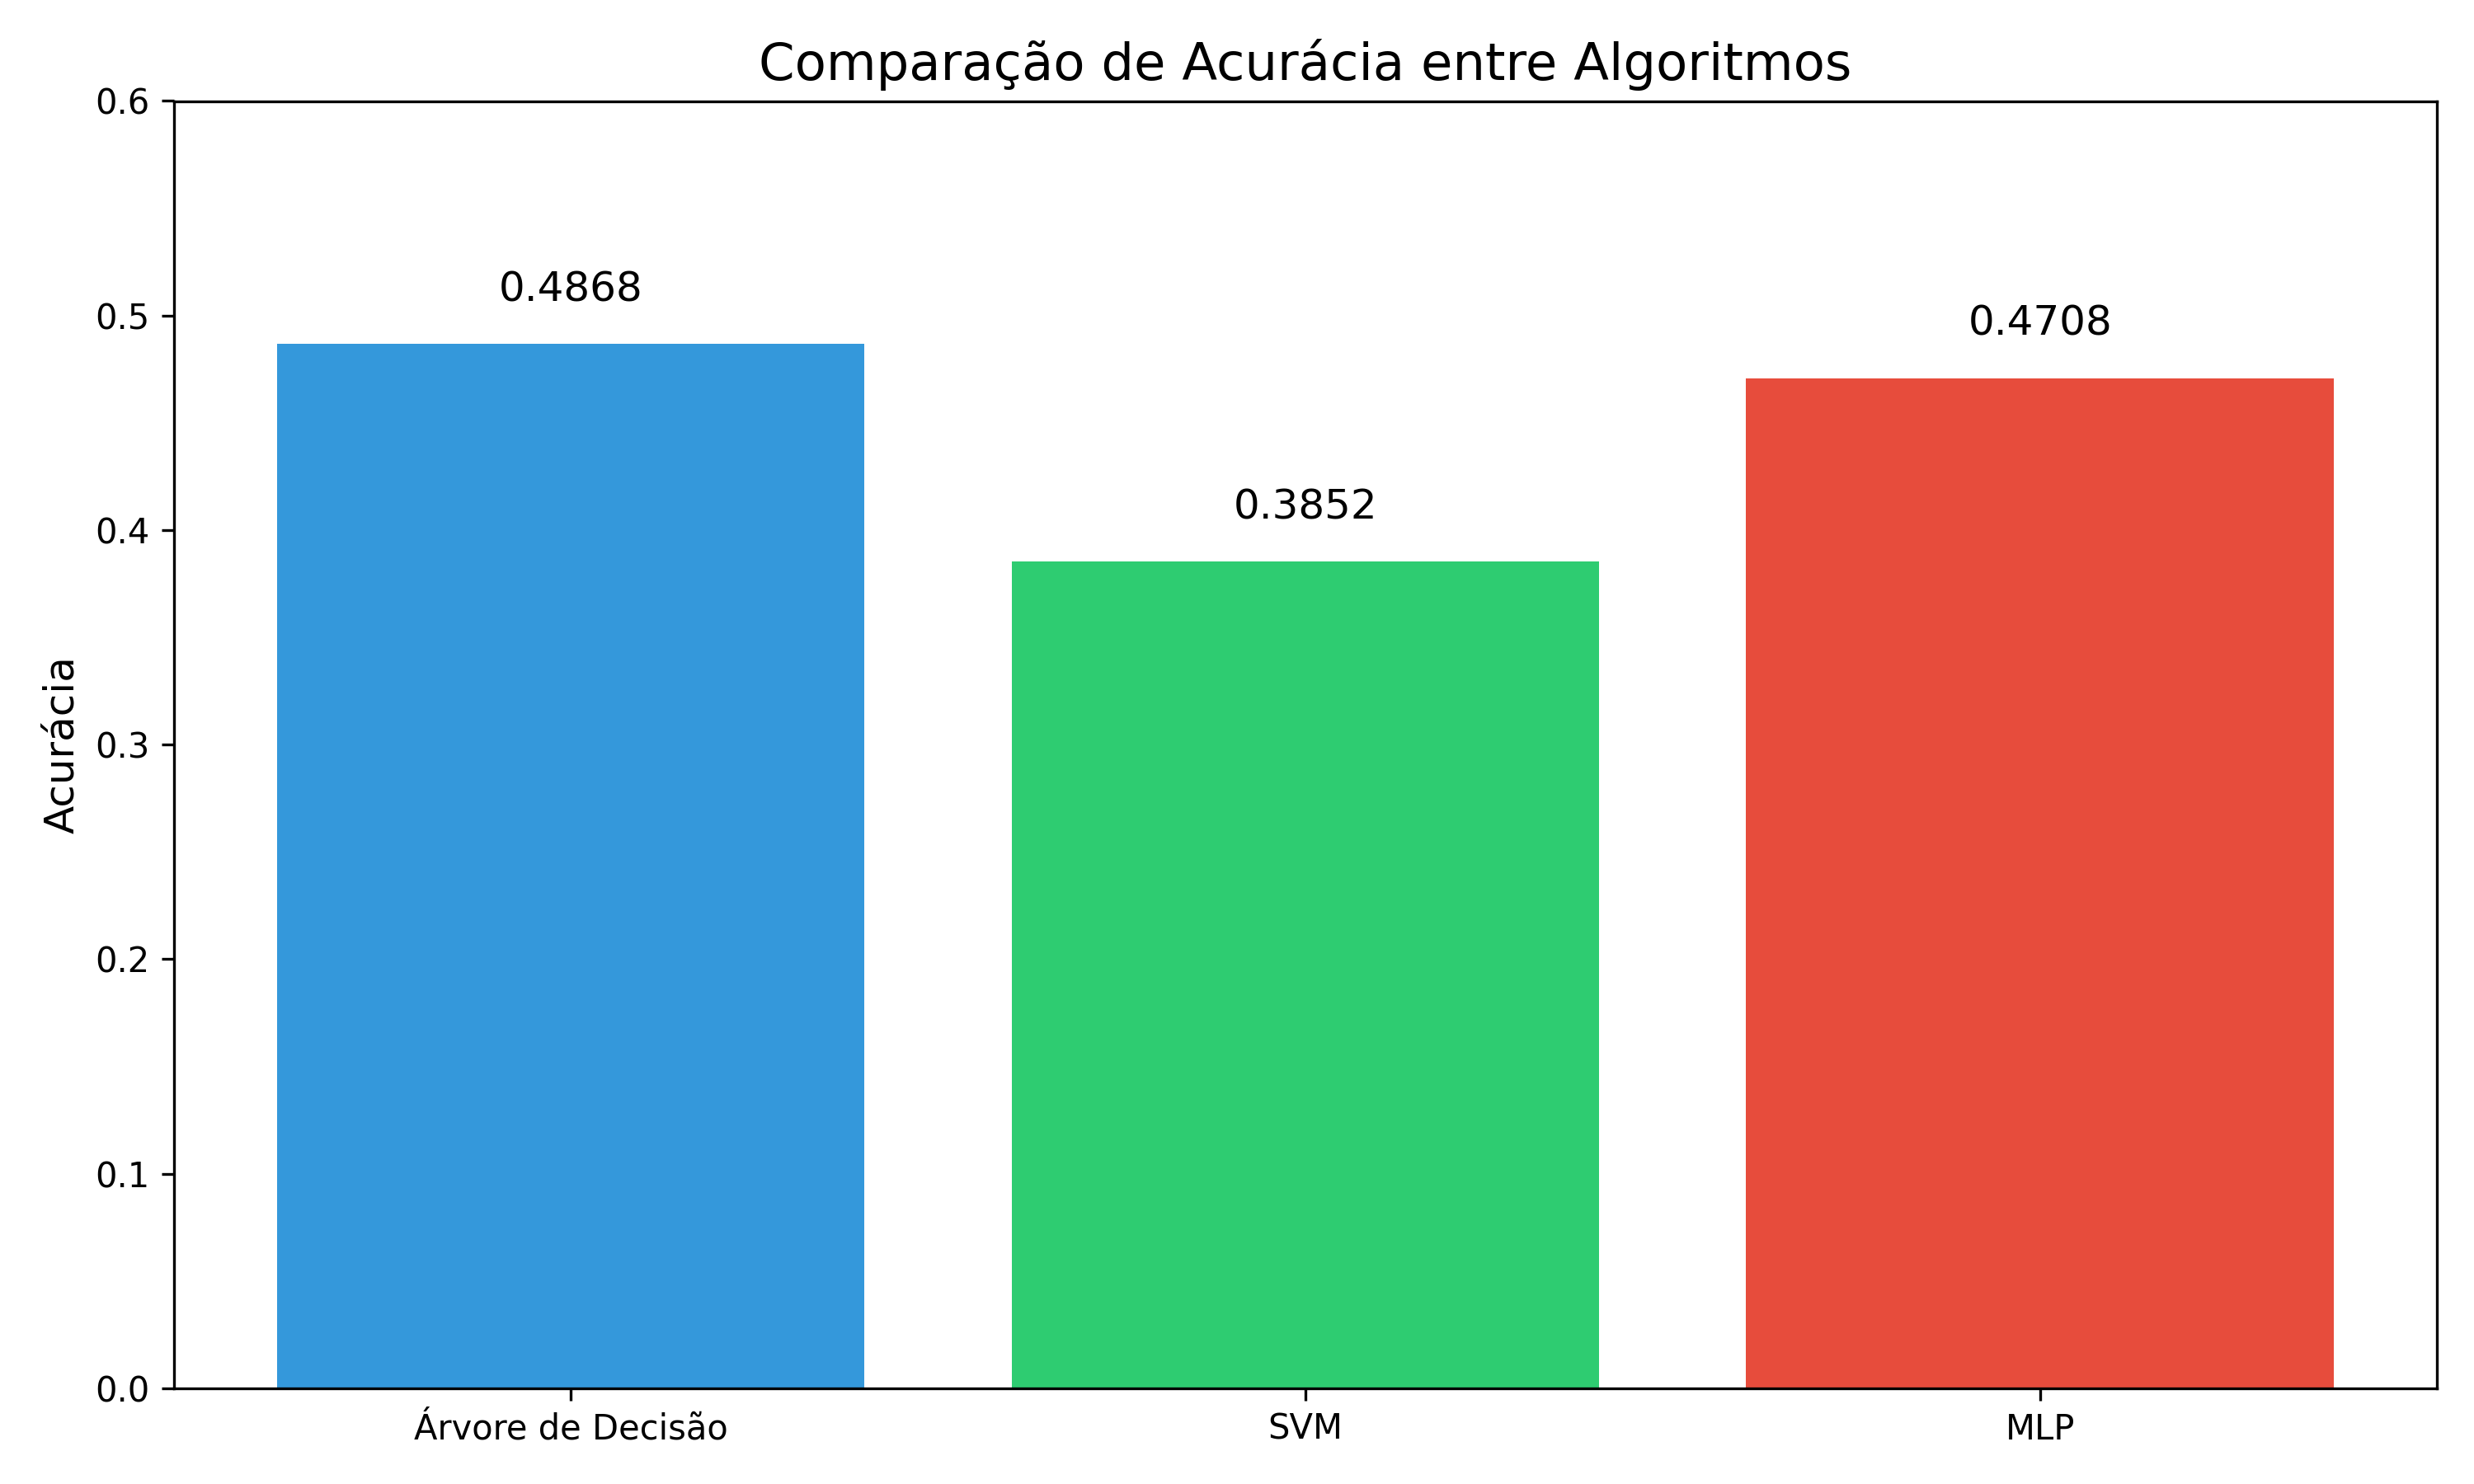 Comparação de Acurácia entre Algoritmos
0.6
0.5
0.4
0.3
0.2
0.1
0.0
Acurácia
0.4868
0.3852
0.4708
Árvore de Decisão
SVM
MLP